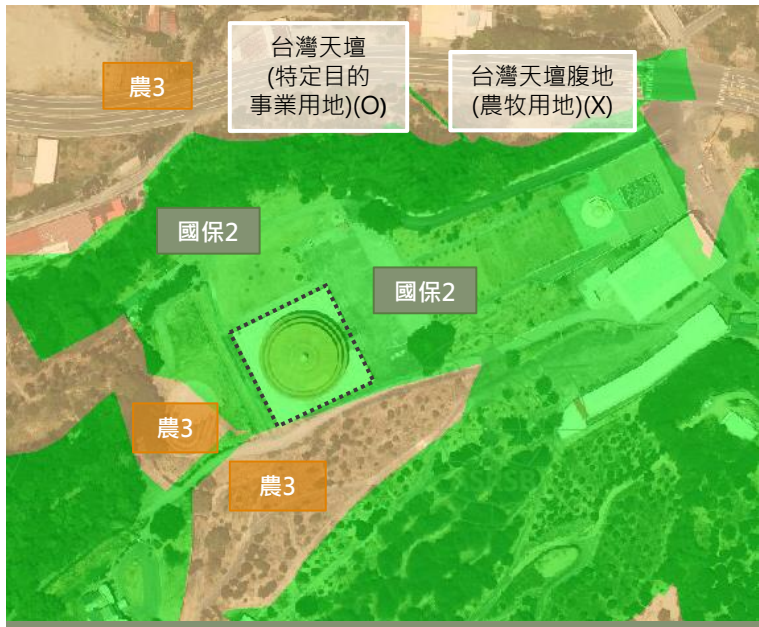 台灣天壇
(特定目的
事業用地)(O)
台灣天壇腹地
(農牧用地)(X)
農3
國保2
國保2
農3
農3